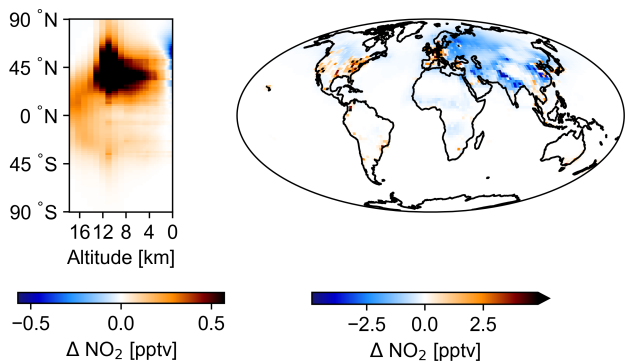 90 °N
45 °N
0 °N
45 °S
90 °S
16 12 8 4 0
Altitude [km]
−0.5 0.0 0.5
Δ NO₂ [pptv]
−2.5 0.0 2.5
Δ NO₂ [pptv]